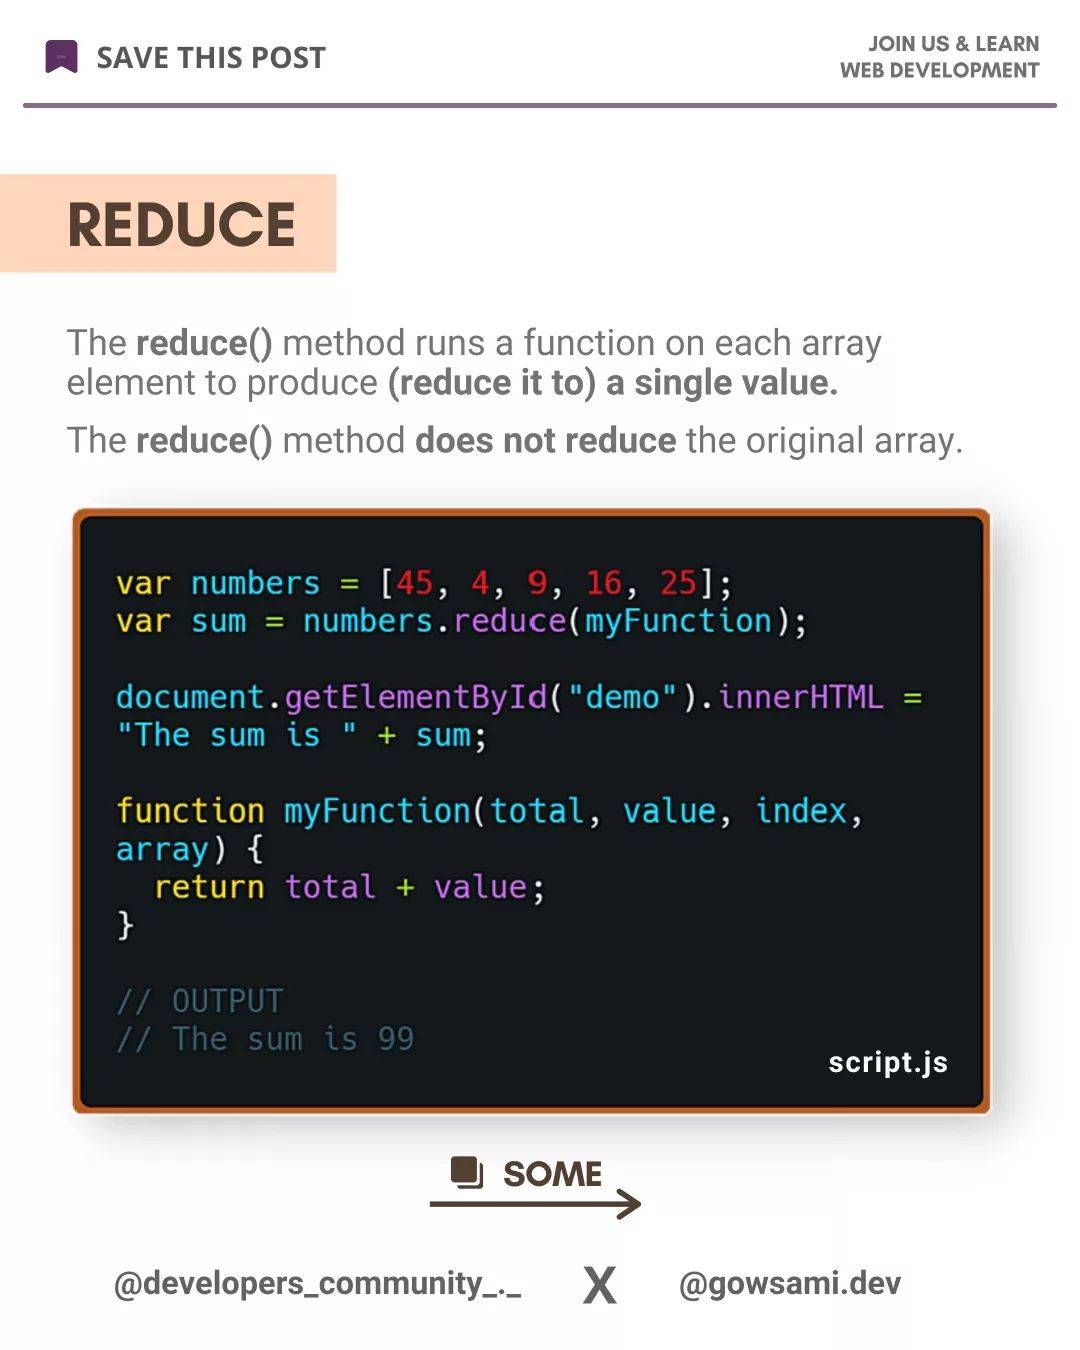 SAVE THIS POST
JOIN US & LEARN
WEB DEVELOPMENT
REDUCE
The reduce() method runs a function on each array
element to produce (reduce it to) a single value.
The reduce() method does not reduce the original array.
var numbers = [45, 4, 9, 16, 25];
var sum = numbers.reduce(myFunction);
document.getElementById("demo").innerHTML =
"The sum is " + sum;
function myFunction(total, value, index,
array) {
  return total + value;
}
// OUTPUT
// The sum is 99
script.js
SOME
@developers_community_._ X @gowsami.dev